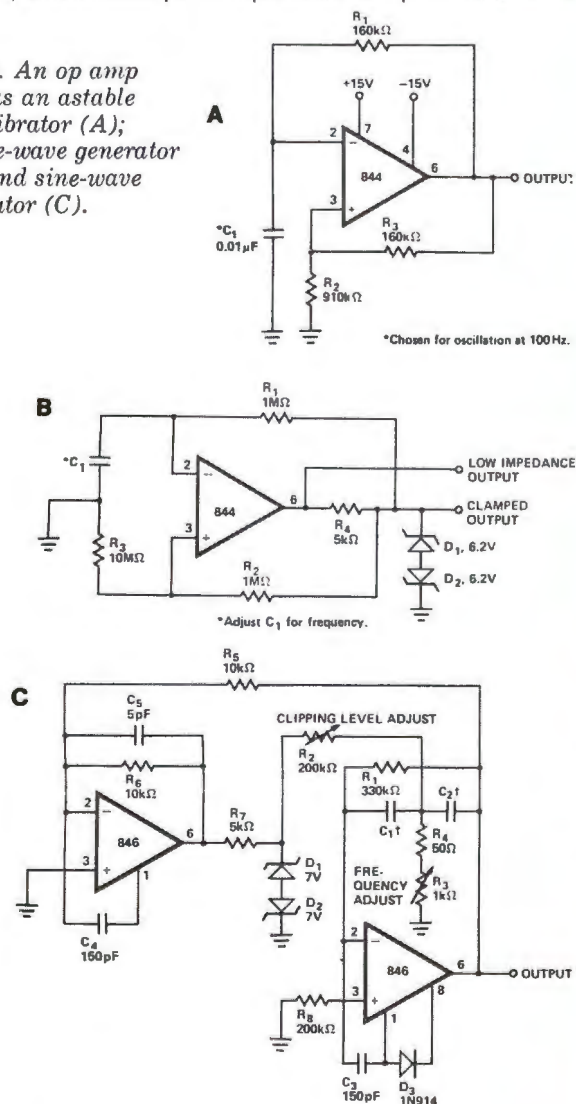 . An op amp
as an astable
ibrator (A);
e-wave generator
nd sine-wave
ator (C).
A
R1
160kΩ
+15V
-15V
7
4
2
-
844
6
OUTPUT
3
+
*C1
0.01µF
R3
160kΩ
R2
910kΩ
*Chosen for oscillation at 100Hz.
B
R1
1MΩ
*C1
2
-
844
6
3
+
LOW IMPEDANCE
OUTPUT
R4
5kΩ
CLAMPED
OUTPUT
D1, 6.2V
D2, 6.2V
R3
10MΩ
R2
1MΩ
*Adjust C1 for frequency.
C
R5
10kΩ
C5
5pF
R6
10kΩ
2
-
846
6
3
+
1
C4
150pF
R7
5kΩ
D1
7V
D2
7V
CLIPPING LEVEL ADJUST
R2
200kΩ
R1
330kΩ
C1†
C2†
R4
50Ω
FRE-
QUENCY
ADJUST
R3
1kΩ
2
-
846
6
OUTPUT
3
+
1
8
R8
200kΩ
C3
150pF
D3
1N914